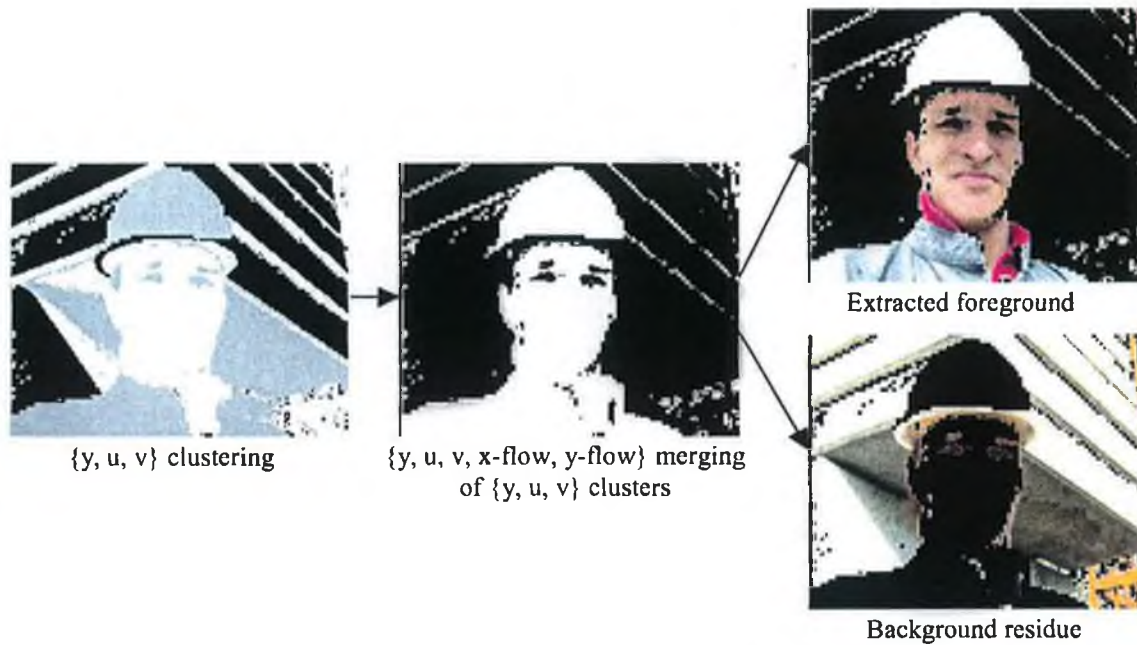 {y, u, v} clustering
{y, u, v, x-flow, y-flow} merging
of {y, u, v} clusters
Extracted foreground
Background residue